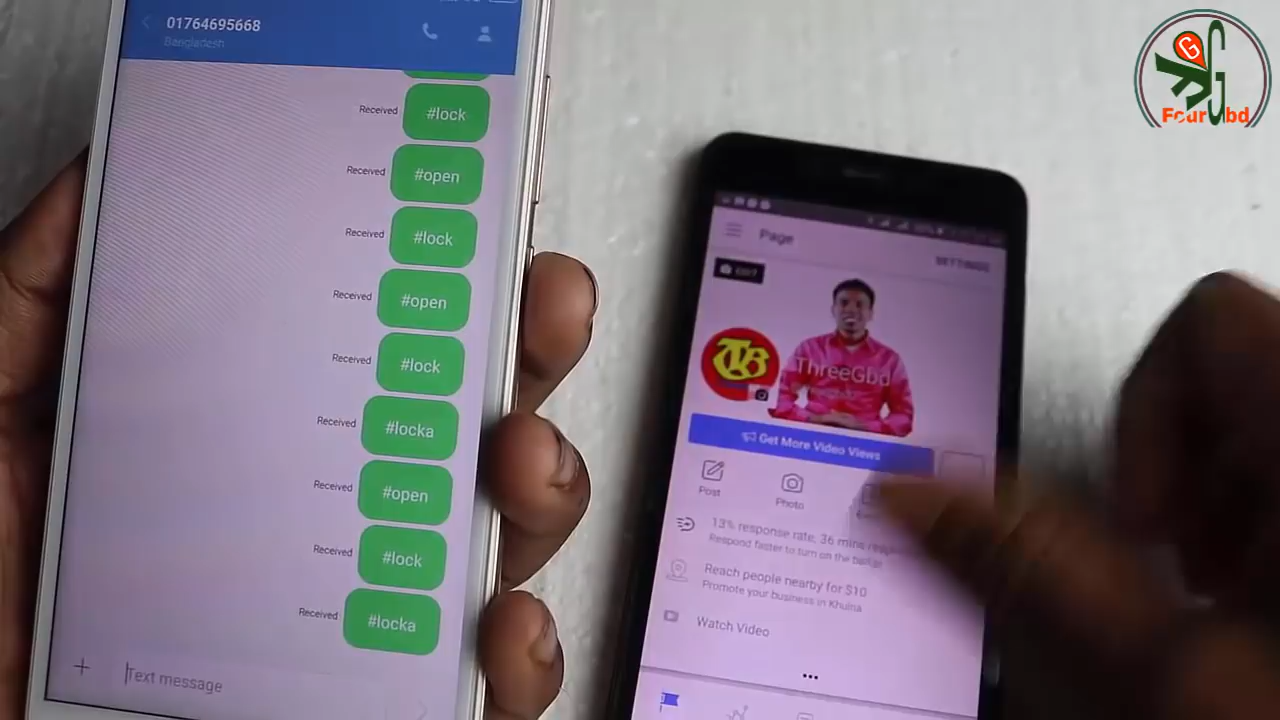 01764695668
Bangladesh
Received #lock
Received #open
Received #lock
Received #open
Received #lock
Received #locka
Received #open
Received #lock
Received #locka
Text message
Page
SETTINGS
EDIT
ThreeGbd
Get More Video Views
Post
Photo
13% response rate, 36 mins
Respond faster to turn on the badge
Reach people nearby for $10
Promote your business in Khulna
Watch Video
G